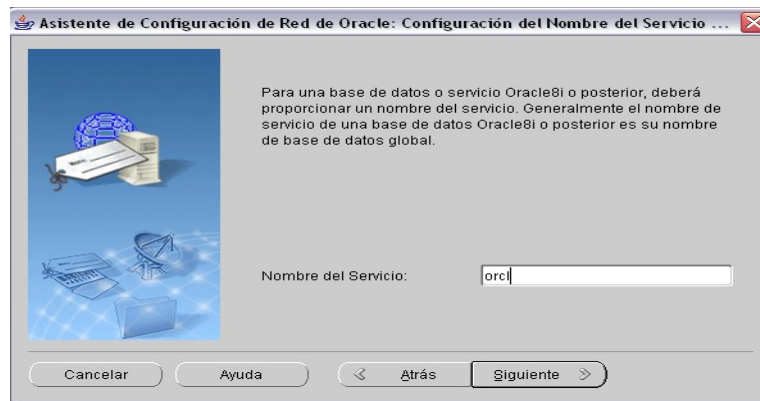 Asistente de Configuración de Red de Oracle: Configuración del Nombre del Servicio ...
Para una base de datos o servicio Oracle8i o posterior, deberá
proporcionar un nombre del servicio. Generalmente el nombre de
servicio de una base de datos Oracle8i o posterior es su nombre
de base de datos global.
Nombre del Servicio:
orcl
Cancelar
Ayuda
Atrás
Siguiente